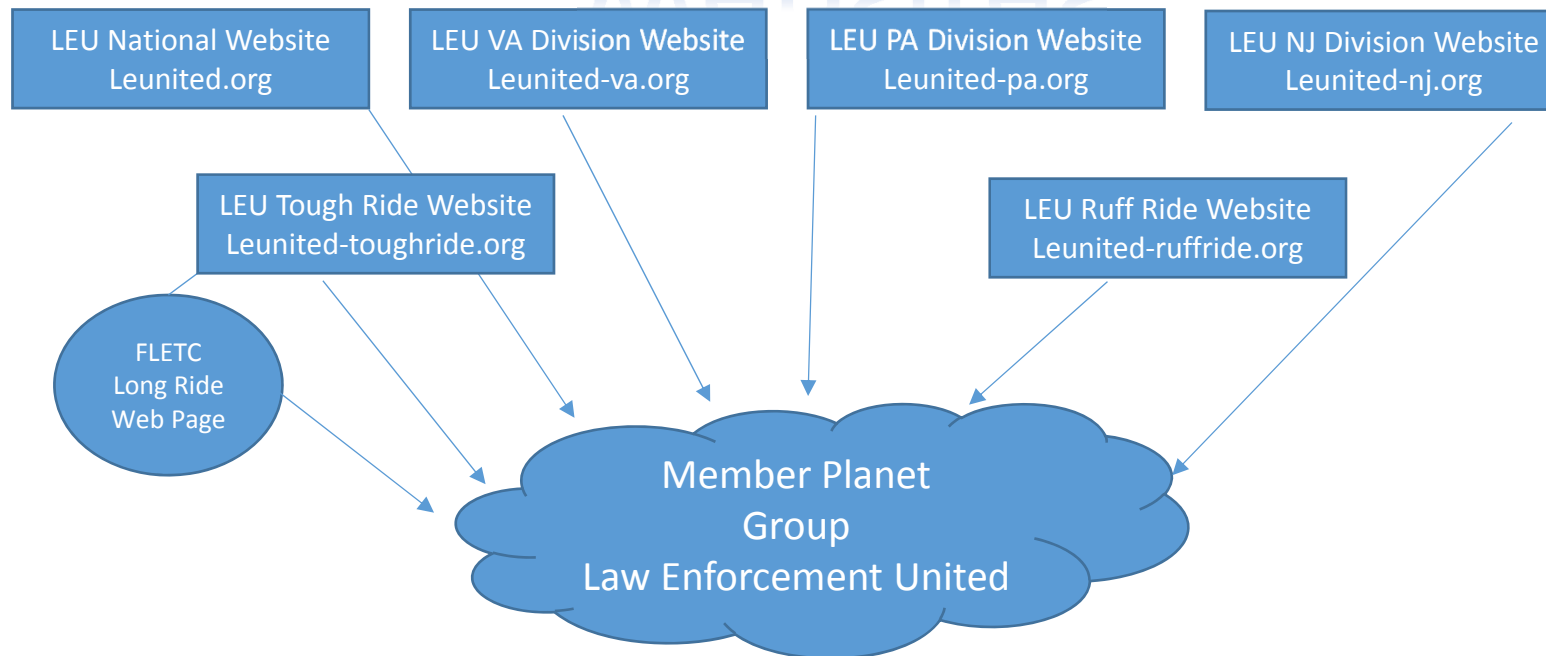 LEU National Website
Leunited.org
LEU VA Division Website
Leunited-va.org
LEU PA Division Website
Leunited-pa.org
LEU NJ Division Website
Leunited-nj.org
LEU Tough Ride Website
Leunited-toughride.org
LEU Ruff Ride Website
Leunited-ruffride.org
FLETC
Long Ride
Web Page
Member Planet
Group
Law Enforcement United